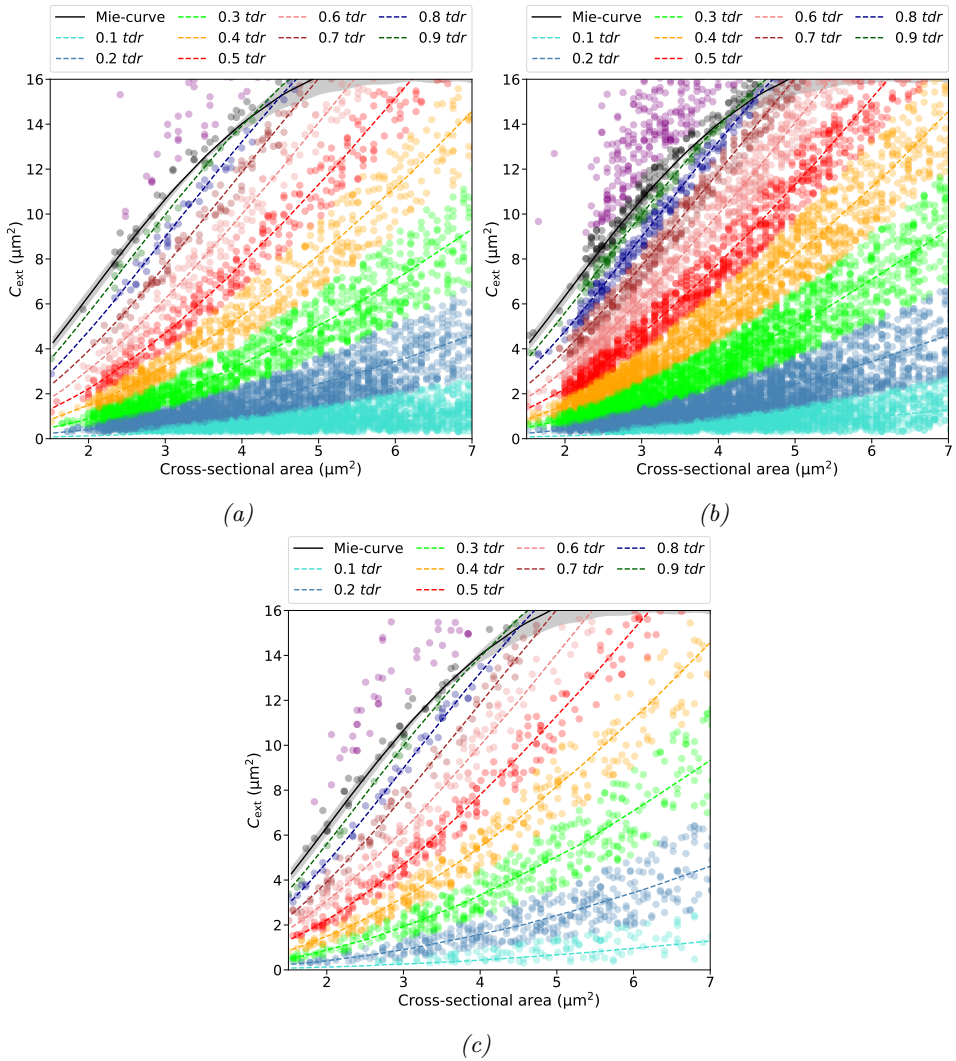 Mie-curve 0.3 tdr 0.6 tdr 0.8 tdr
0.1 tdr 0.4 tdr 0.7 tdr 0.9 tdr
0.2 tdr 0.5 tdr
16
14
12
10
8
6
4
2
0
C_ext (µm²)
2 3 4 5 6 7
Cross-sectional area (µm²)
(a)
Mie-curve 0.3 tdr 0.6 tdr 0.8 tdr
0.1 tdr 0.4 tdr 0.7 tdr 0.9 tdr
0.2 tdr 0.5 tdr
16
14
12
10
8
6
4
2
0
C_ext (µm²)
2 3 4 5 6 7
Cross-sectional area (µm²)
(b)
Mie-curve 0.3 tdr 0.6 tdr 0.8 tdr
0.1 tdr 0.4 tdr 0.7 tdr 0.9 tdr
0.2 tdr 0.5 tdr
16
14
12
10
8
6
4
2
0
C_ext (µm²)
2 3 4 5 6 7
Cross-sectional area (µm²)
(c)